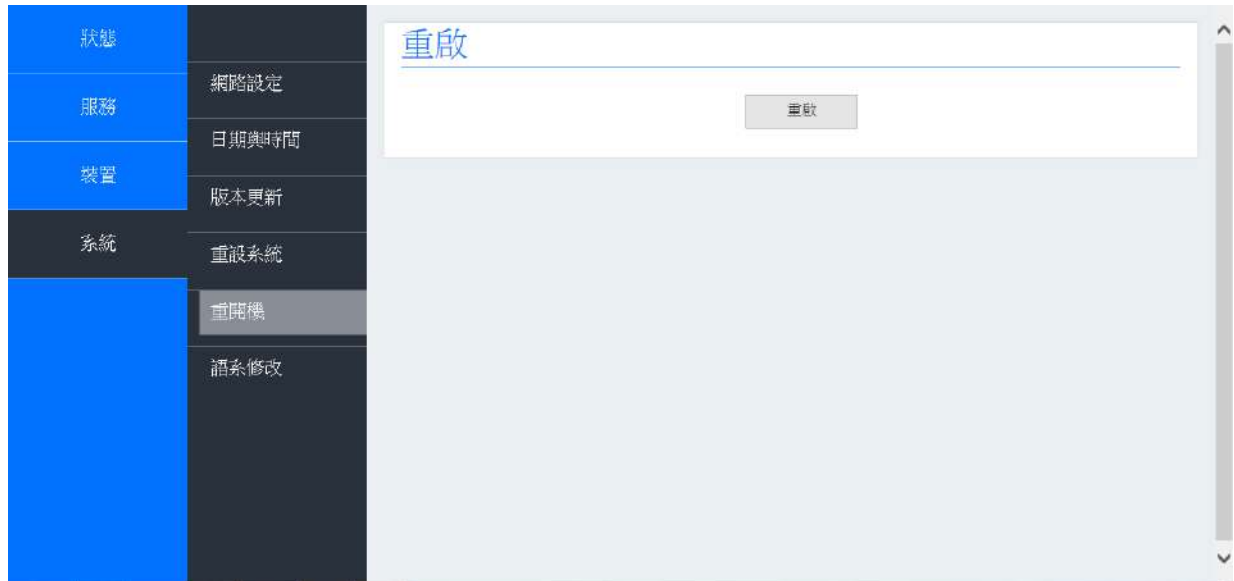 狀態
服務
裝置
系統
網路設定
日期與時間
版本更新
重設系統
重開機
語系修改
重啟
重啟